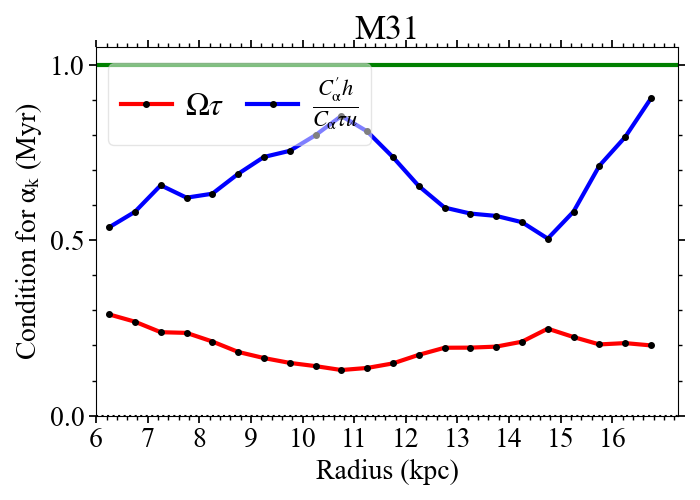 M31
Condition for αₖ (Myr)
1.0
0.5
0.0
Ωτ
C'αh
Cατu
6 7 8 9 10 11 12 13 14 15 16
Radius (kpc)